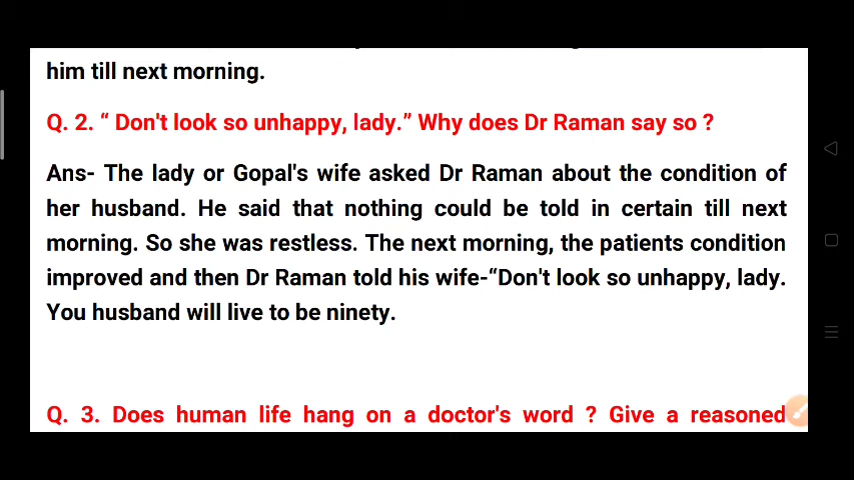 him till next morning.
Q. 2. “ Don't look so unhappy, lady.” Why does Dr Raman say so ?
Ans- The lady or Gopal's wife asked Dr Raman about the condition of
her husband. He said that nothing could be told in certain till next
morning. So she was restless. The next morning, the patients condition
improved and then Dr Raman told his wife-“Don't look so unhappy, lady.
You husband will live to be ninety.
Q. 3. Does human life hang on a doctor's word ? Give a reasoned